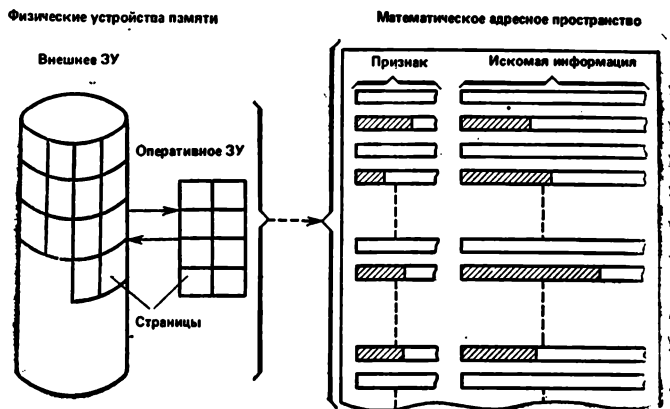 Физические устройства памяти
Математическое адресное пространство
Внешнее ЗУ
Признак
Искомая информация
Оперативное ЗУ
Страницы